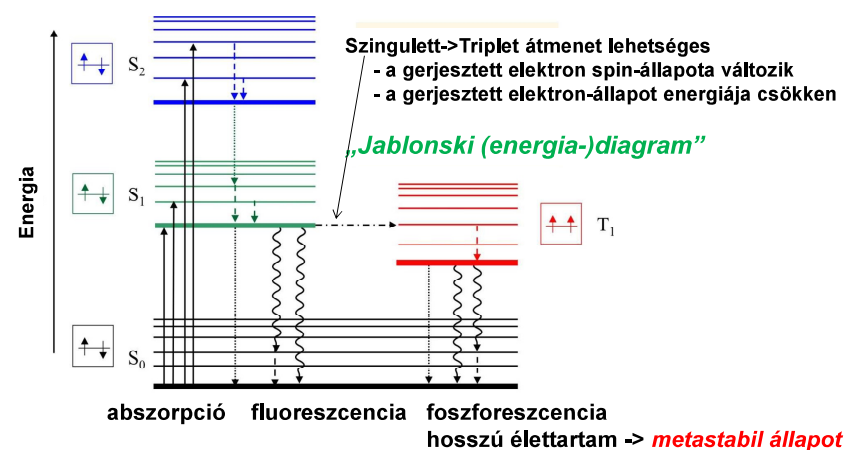 Szingulett->Triplet átmenet lehetséges
- a gerjesztett elektron spin-állapota változik
- a gerjesztett elektron-állapot energiája csökken
„Jablonski (energia-)diagram”
Energia
S2
S1
T1
S0
abszorpció fluoreszcencia foszforeszcencia
hosszú élettartam -> metastabil állapot